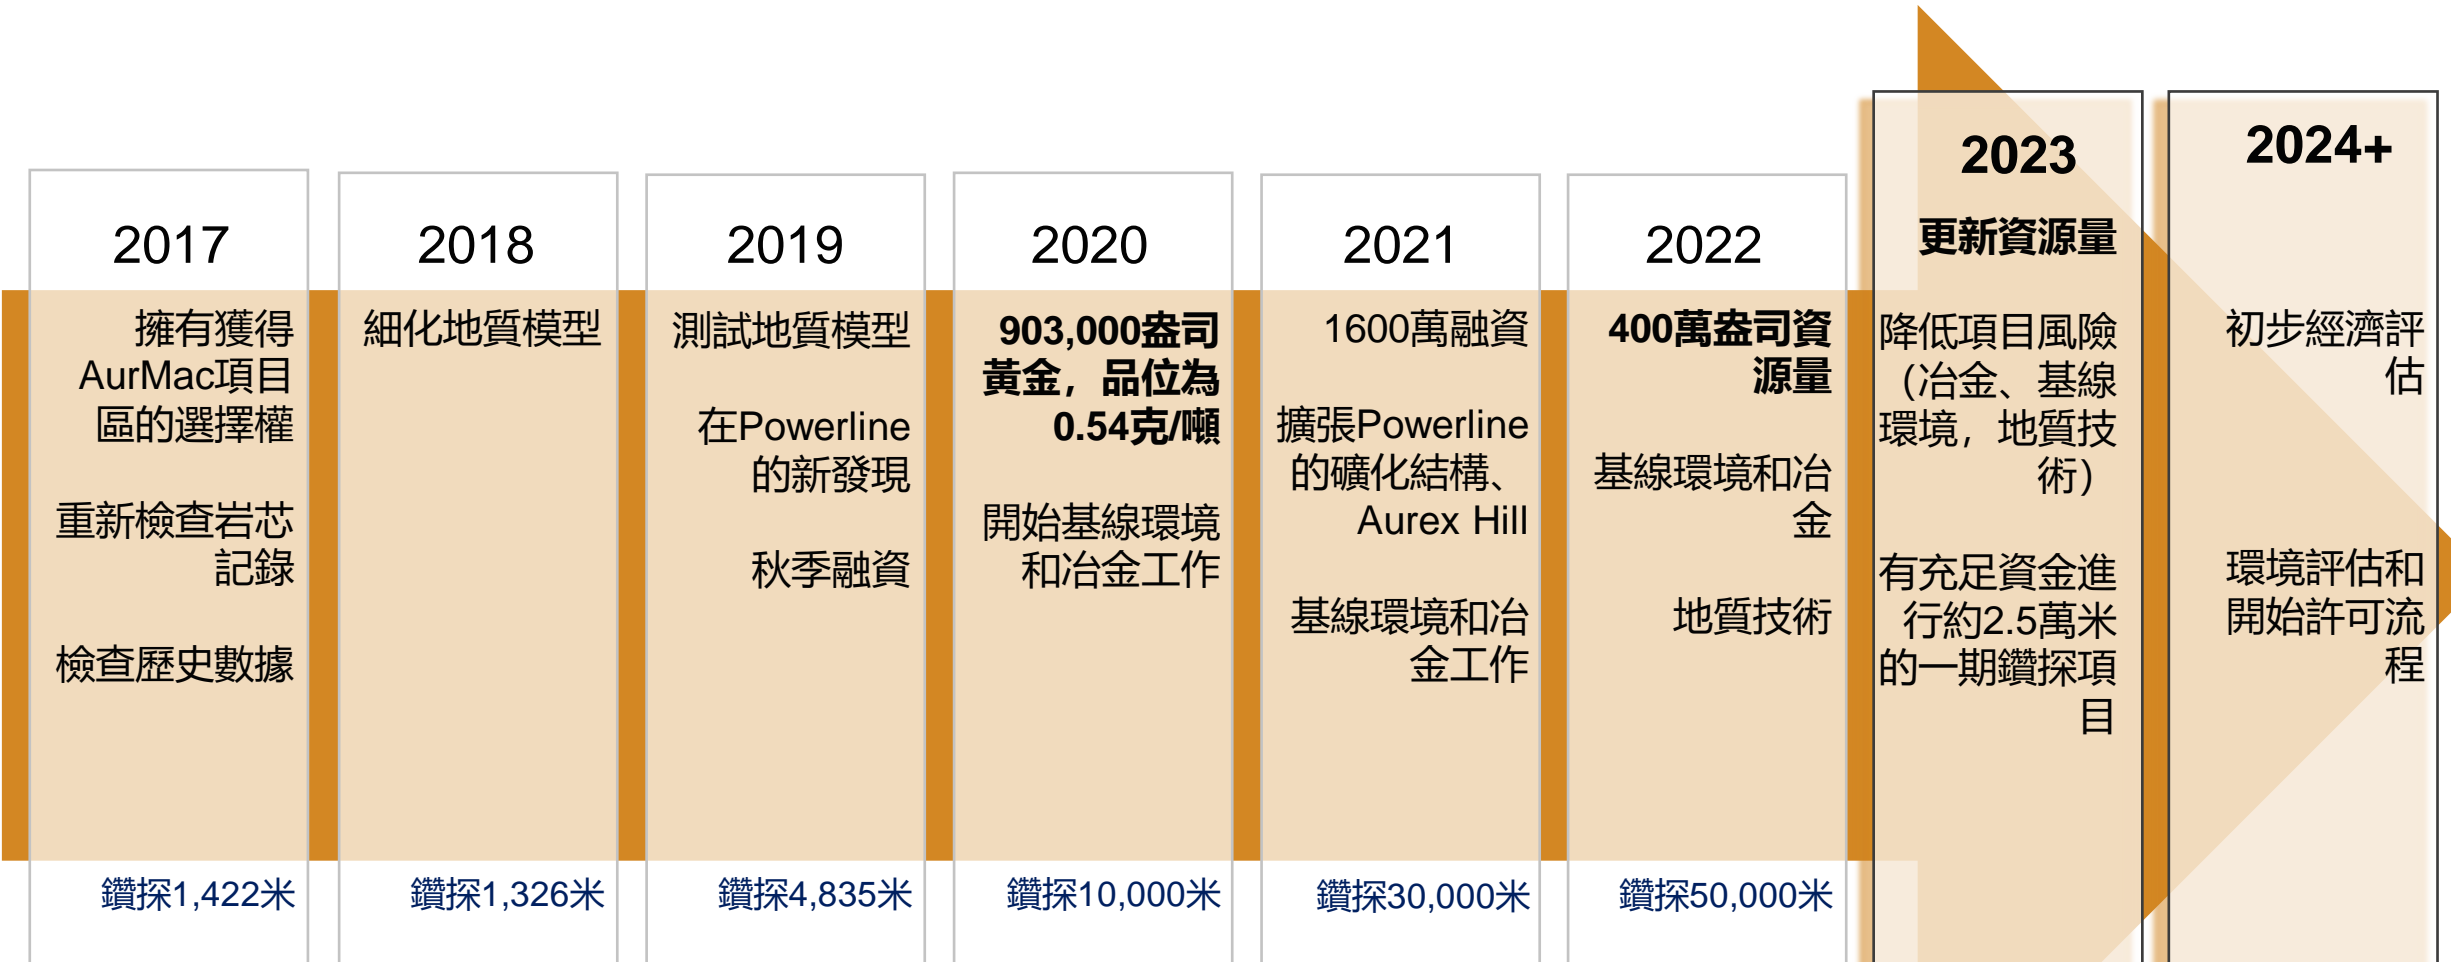 2017
擁有獲得
AurMac項目
區的選擇權
重新檢查岩芯
記錄
檢查歷史數據
鑽探1,422米
2018
細化地質模型
鑽探1,326米
2019
測試地質模型
在Powerline
的新發現
秋季融資
鑽探4,835米
2020
903,000盎司
黃金，品位為
0.54克/噸
開始基線環境
和冶金工作
鑽探10,000米
2021
1600萬融資
擴張Powerline
的礦化結構、
Aurex Hill
基線環境和冶
金工作
鑽探30,000米
2022
400萬盎司資
源量
基線環境和冶
金
地質技術
鑽探50,000米
2023
更新資源量
降低項目風險
（冶金、基線
環境，地質技
術）
有充足資金進
行約2.5萬米
的一期鑽探項
目
2024+
初步經濟評
估
環境評估和
開始許可流
程